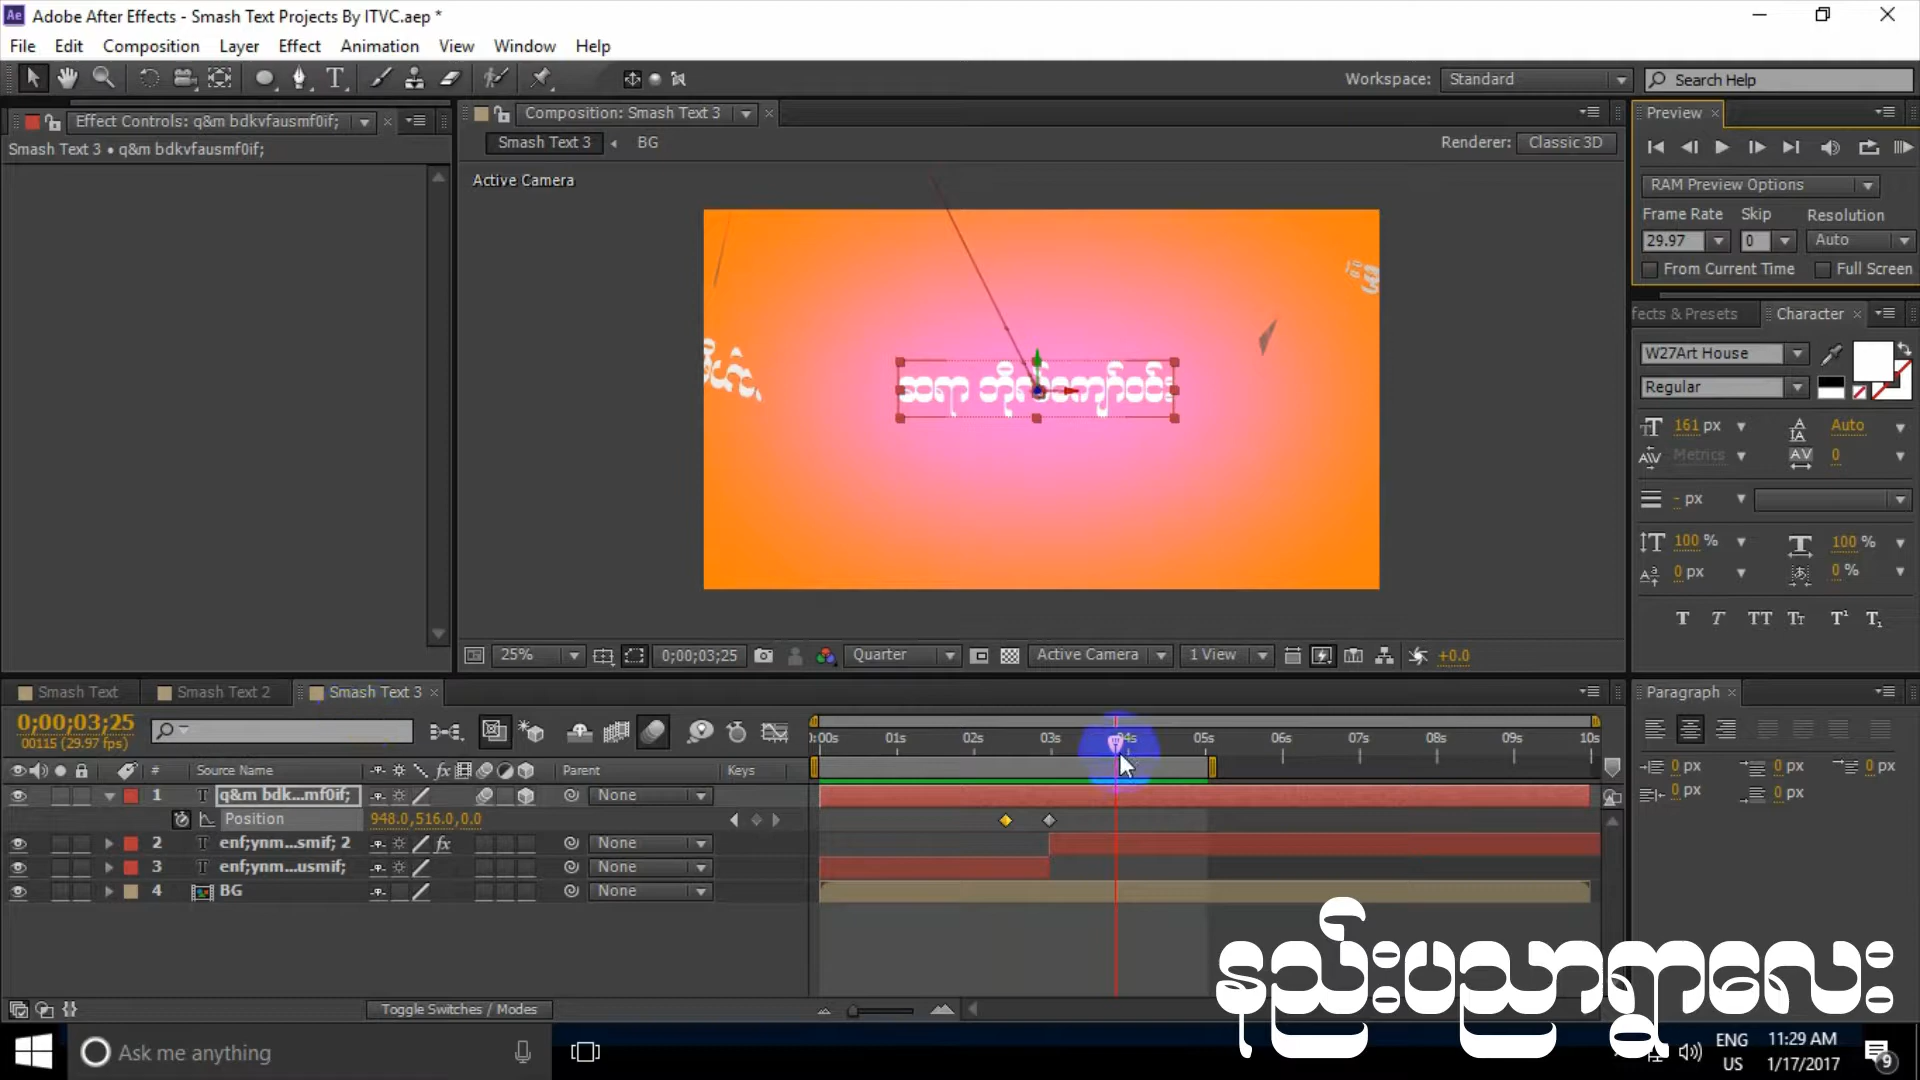 Adobe After Effects - Smash Text Projects By ITVC.aep *
File Edit Composition Layer Effect Animation View Window Help
Workspace: Standard Search Help
Effect Controls: q&m bdkvfausmf0if;
Smash Text 3 • q&m bdkvfausmf0if;
Composition: Smash Text 3
Smash Text 3 BG
Renderer: Classic 3D
Active Camera
ဆရာ ဘိုလ်ကျော်ဝင်း
Preview
RAM Preview Options
Frame Rate Skip Resolution
29.97 0 Auto
From Current Time Full Screen
fects & Presets Character
W27Art House
Regular
161 px Auto
Metrics 0
- px
100 % 100 %
0 px 0 %
25% 0;00;03;25 Quarter Active Camera 1 View +0.0
Smash Text Smash Text 2 Smash Text 3
Paragraph
0 px 0 px 0 px
0 px 0 px
0;00;03;25
00115 (29.97 fps)
):00s 01s 02s 03s 04s 05s 06s 07s 08s 09s 10s
# Source Name Parent Keys
1 q&m bdk...mf0if; None
Position 948.0,516.0,0.0
2 enf;ynm...smif; 2 None
3 enf;ynm...usmif; None
4 BG None
Toggle Switches / Modes
နည်းပညာရွာလေး
Ask me anything
ENG
US
11:29 AM
1/17/2017
9